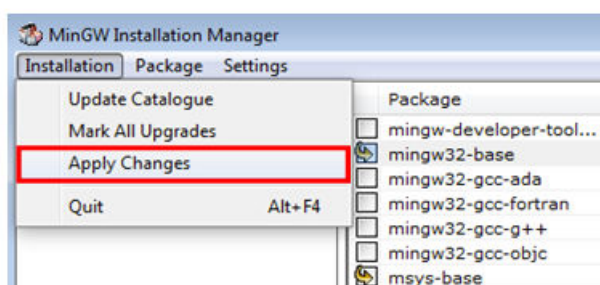 MinGW Installation Manager
Installation Package Settings
Update Catalogue
Mark All Upgrades
Apply Changes
Quit Alt+F4
Package
mingw-developer-tool...
mingw32-base
mingw32-gcc-ada
mingw32-gcc-fortran
mingw32-gcc-g++
mingw32-gcc-objc
msys-base